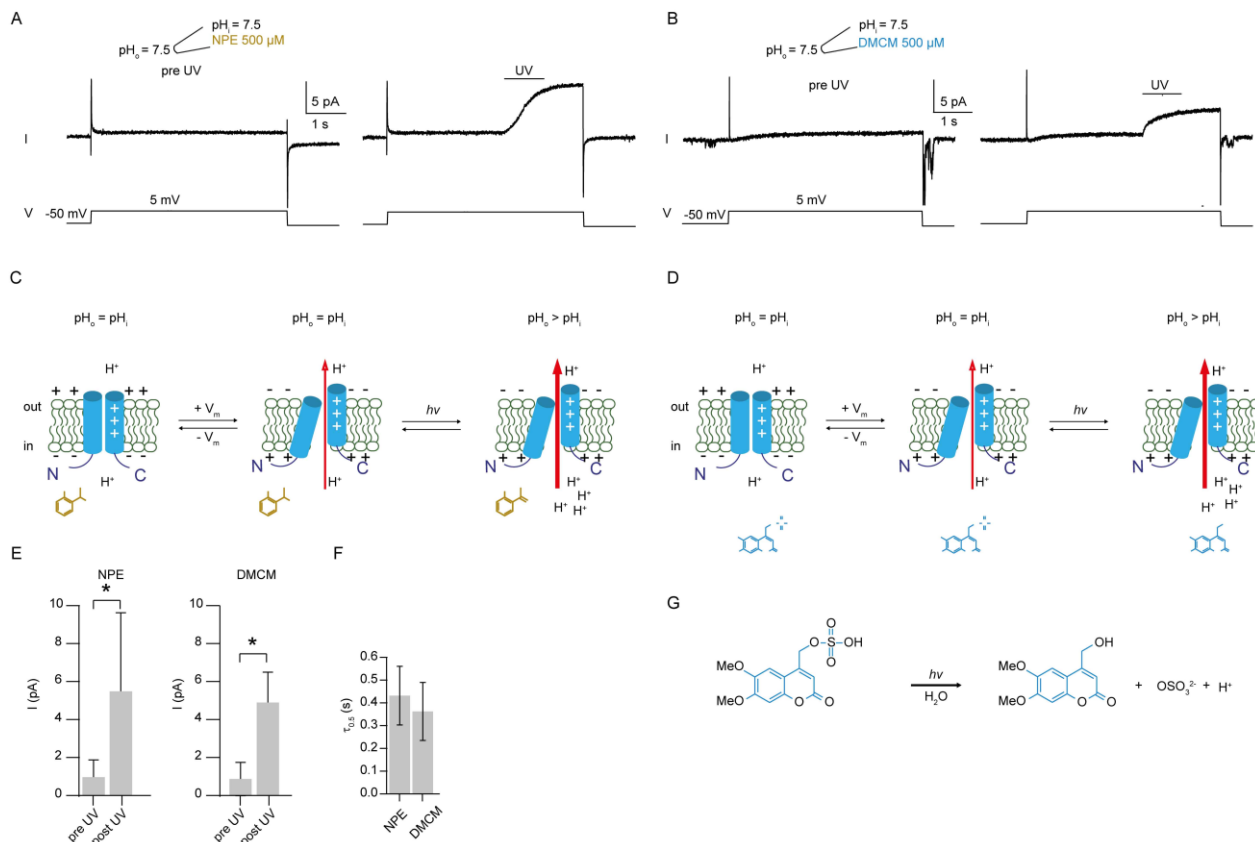 A
pHᵢ = 7.5
pHₒ = 7.5
NPE 500 µM
pre UV
UV
5 pA
1 s
I
V
-50 mV
5 mV
B
pHᵢ = 7.5
pHₒ = 7.5
DMCM 500 µM
pre UV
UV
5 pA
1 s
I
V
-50 mV
5 mV
C
pHₒ = pHᵢ
pHₒ = pHᵢ
pHₒ > pHᵢ
H⁺
H⁺
H⁺
+ +
+ +
- -
- -
- -
- -
out
in
+ Vₘ
- Vₘ
hv
+
+
+
+
+
+
+
+
+
- -
- -
+ +
+ +
+ +
+ +
N
C
N
C
N
C
H⁺
H⁺
H⁺
H⁺
H⁺
H⁺
D
pHₒ = pHᵢ
pHₒ = pHᵢ
pHₒ > pHᵢ
H⁺
H⁺
H⁺
+ +
+ +
- -
- -
- -
- -
out
in
+ Vₘ
- Vₘ
hv
+
+
+
+
+
+
+
+
+
- -
- -
+ +
+ +
+ +
+ +
N
C
N
C
N
C
H⁺
H⁺
H⁺
H⁺
H⁺
H⁺
E
NPE
*
10
8
6
4
2
0
I (pA)
pre UV
post UV
DMCM
*
10
8
6
4
2
0
I (pA)
pre UV
post UV
F
0.6
0.5
0.4
0.3
0.2
0.1
0.0
τ₀.₅ (s)
NPE
DMCM
G
O
O
S
OH
O
MeO
MeO
O
O
hv
H₂O
OH
MeO
MeO
O
O
+ OSO₃²⁻ + H⁺